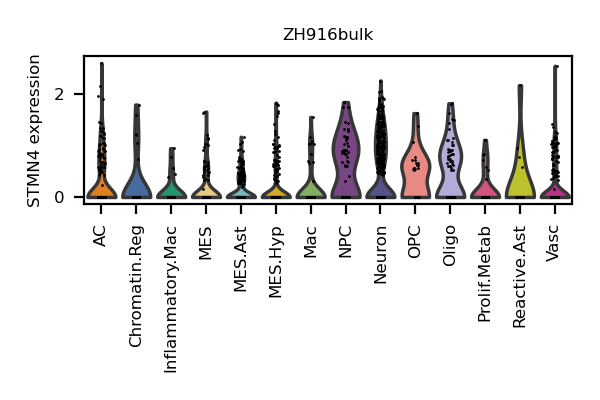 ZH916bulk
STMN4 expression
2
0
AC
Chromatin.Reg
Inflammatory.Mac
MES
MES.Ast
MES.Hyp
Mac
NPC
Neuron
OPC
Oligo
Prolif.Metab
Reactive.Ast
Vasc